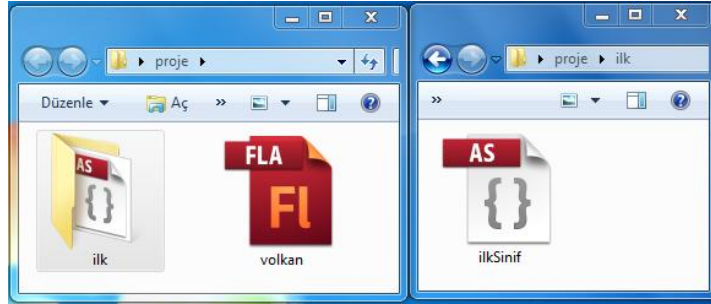 proje
Düzenle Aç »
AS
ilk
FLA
Fl
volkan
proje ilk
»
AS
{ }
ilkSinif